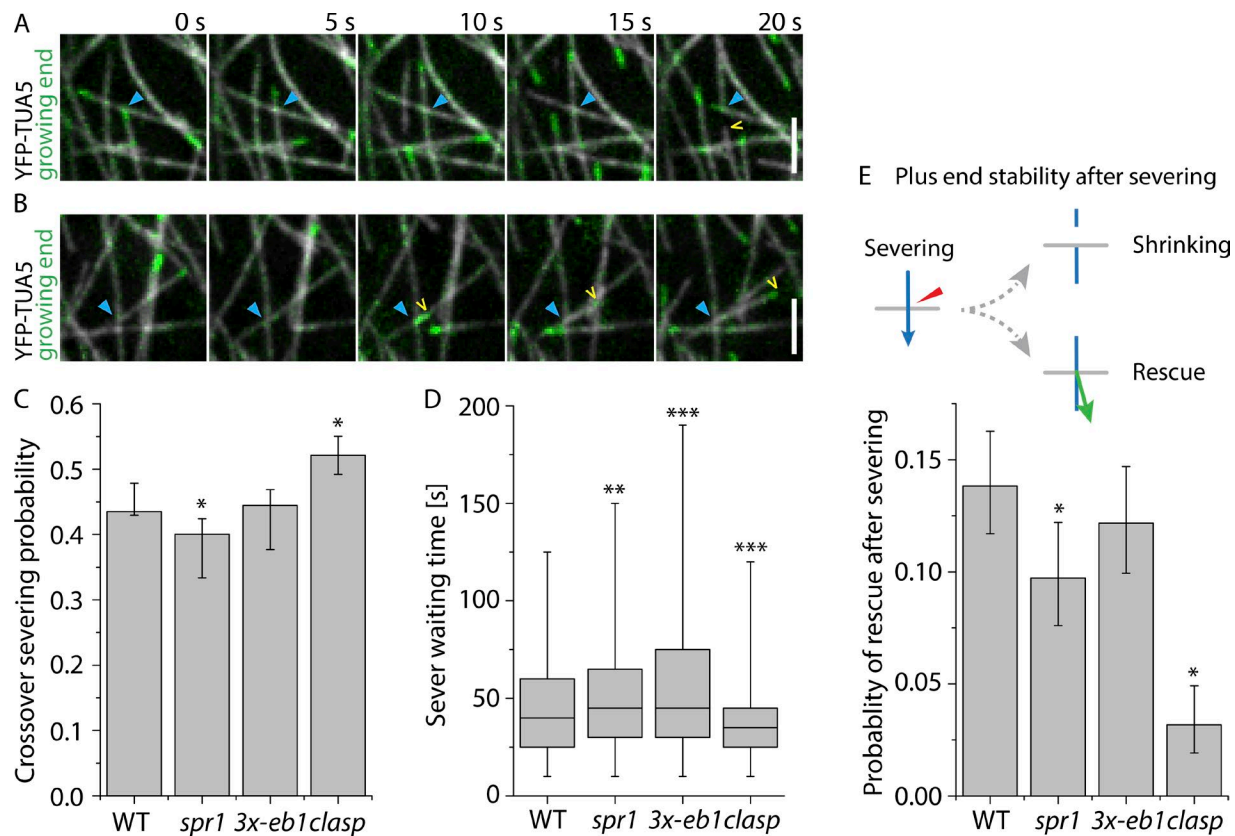 A
0 s
5 s
10 s
15 s
20 s
YFP-TUA5
growing end
B
YFP-TUA5
growing end
C
Crossover severing probability
0.6
0.5
0.4
0.3
0.2
0.1
0.0
*
*
WT
spr1
3x-eb1
clasp
D
Sever waiting time [s]
200
150
100
50
0
**
***
***
WT
spr1
3x-eb1
clasp
E
Plus end stability after severing
Severing
Shrinking
Rescue
Probablity of rescue after severing
0.15
0.10
0.05
0.00
*
*
WT
spr1
3x-eb1
clasp